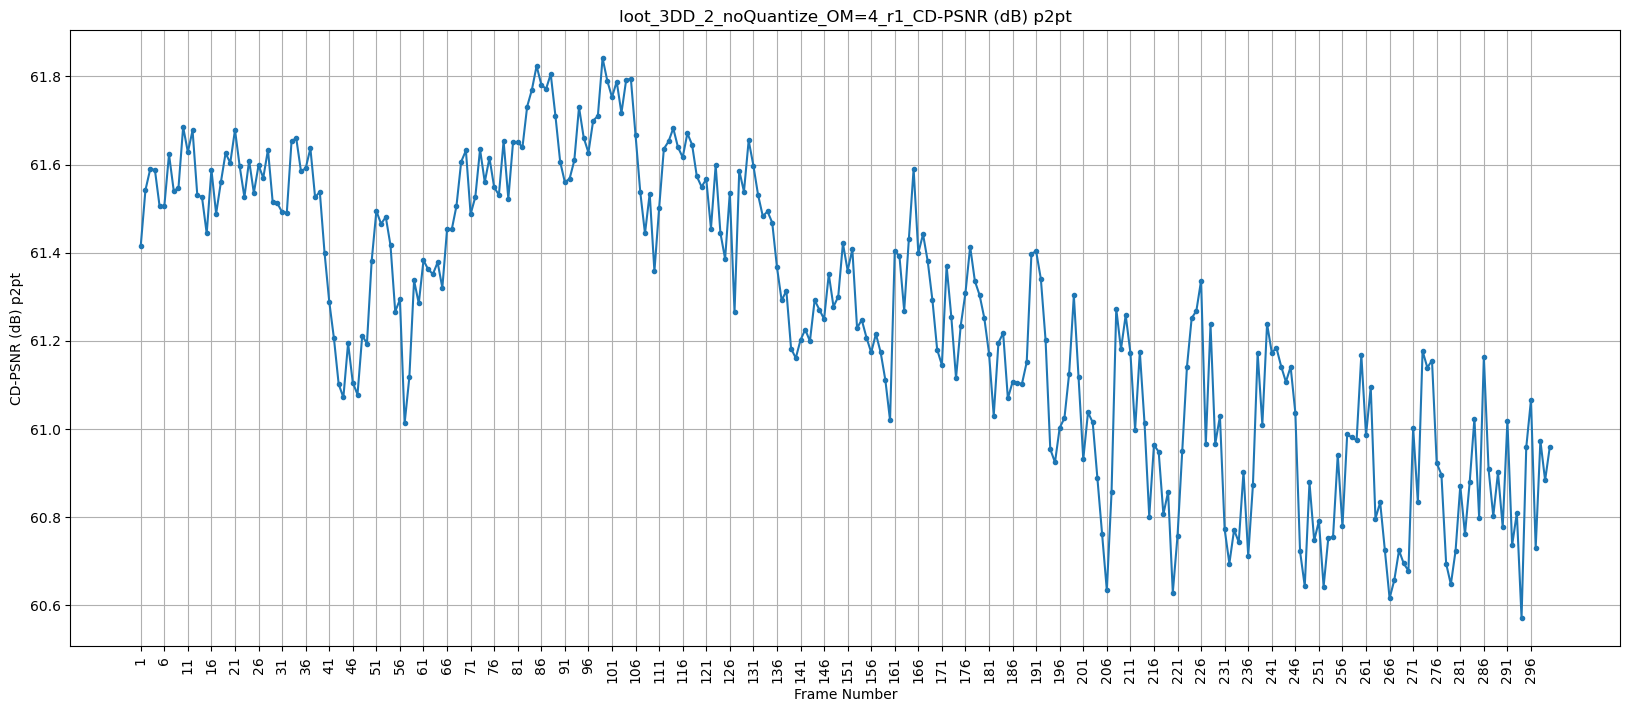 loot_3DD_2_noQuantize_OM=4_r1_CD-PSNR (dB) p2pt
CD-PSNR (dB) p2pt
61.8
61.6
61.4
61.2
61.0
60.8
60.6
1 6 11 16 21 26 31 36 41 46 51 56 61 66 71 76 81 86 91 96 101 106 111 116 121 126 131 136 141 146 151 156 161 166 171 176 181 186 191 196 201 206 211 216 221 226 231 236 241 246 251 256 261 266 271 276 281 286 291 296
Frame Number